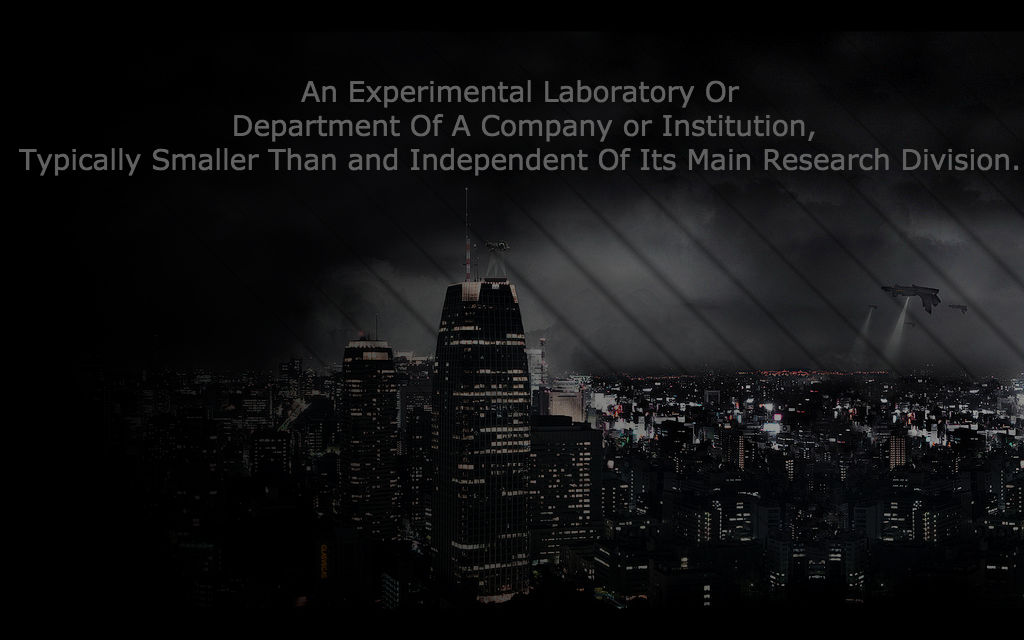 An Experimental Laboratory Or
Department Of A Company or Institution,
Typically Smaller Than and Independent Of Its Main Research Division.